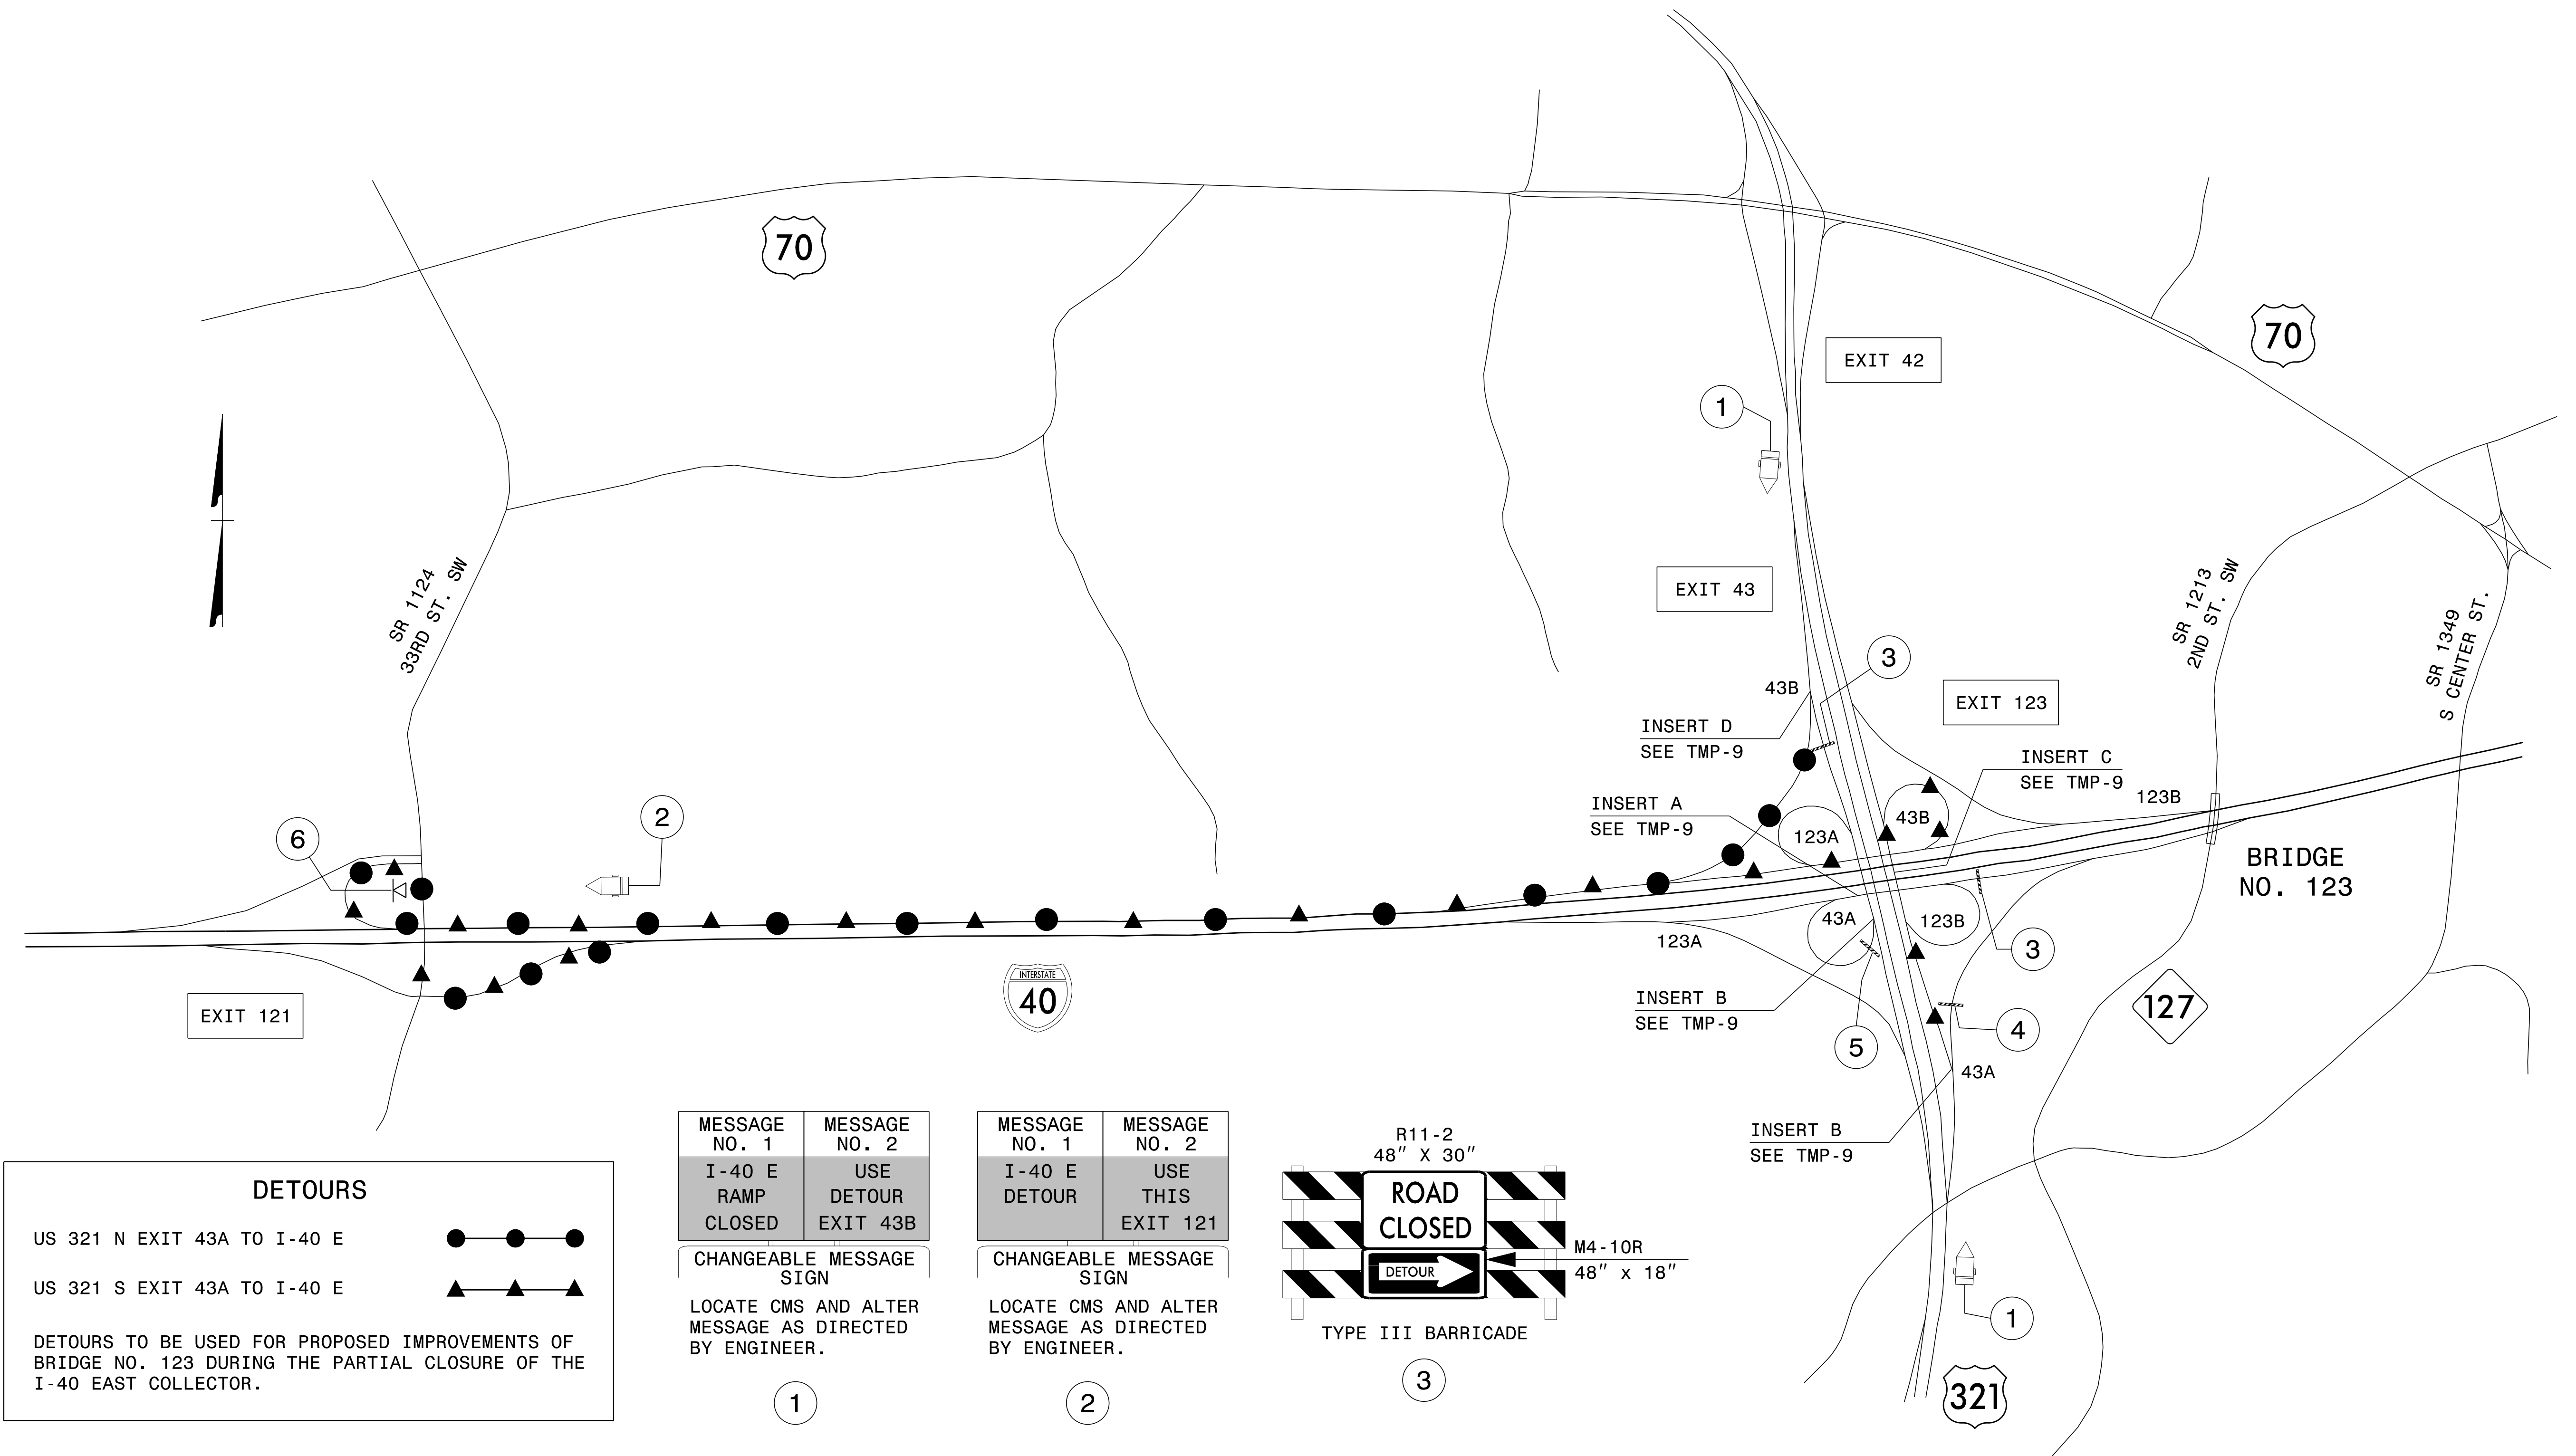 70
70
EXIT 42
1
EXIT 43
SR 1124
33RD ST. SW
SR 1213
2ND ST. SW
SR 1349
S CENTER ST.
3
43B
EXIT 123
INSERT D
SEE TMP-9
INSERT C
SEE TMP-9
123B
INSERT A
SEE TMP-9
43B
123A
2
6
BRIDGE
NO. 123
43A
123B
123A
3
INTERSTATE
40
EXIT 121
INSERT B
SEE TMP-9
127
4
5
43A
INSERT B
SEE TMP-9
1
321
DETOURS
US 321 N EXIT 43A TO I-40 E
US 321 S EXIT 43A TO I-40 E
DETOURS TO BE USED FOR PROPOSED IMPROVEMENTS OF
BRIDGE NO. 123 DURING THE PARTIAL CLOSURE OF THE
I-40 EAST COLLECTOR.
MESSAGE
NO. 1
MESSAGE
NO. 2
I-40 E
RAMP
CLOSED
USE
DETOUR
EXIT 43B
CHANGEABLE MESSAGE
SIGN
LOCATE CMS AND ALTER
MESSAGE AS DIRECTED
BY ENGINEER.
1
MESSAGE
NO. 1
MESSAGE
NO. 2
I-40 E
DETOUR
USE
THIS
EXIT 121
CHANGEABLE MESSAGE
SIGN
LOCATE CMS AND ALTER
MESSAGE AS DIRECTED
BY ENGINEER.
2
R11-2
48" X 30"
ROAD
CLOSED
DETOUR
M4-10R
48" x 18"
TYPE III BARRICADE
3